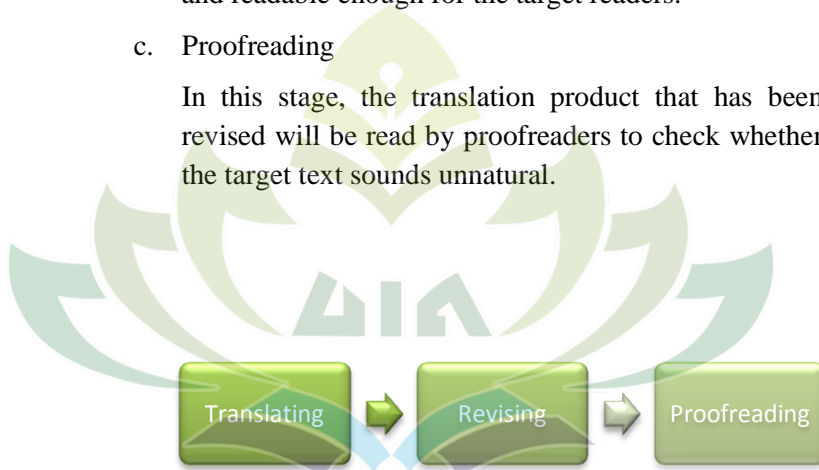 and readable enough for the target readers.
c. Proofreading
In this stage, the translation product that has been
revised will be read by proofreaders to check whether
the target text sounds unnatural.
UIN
Translating
Revising
Proofreading